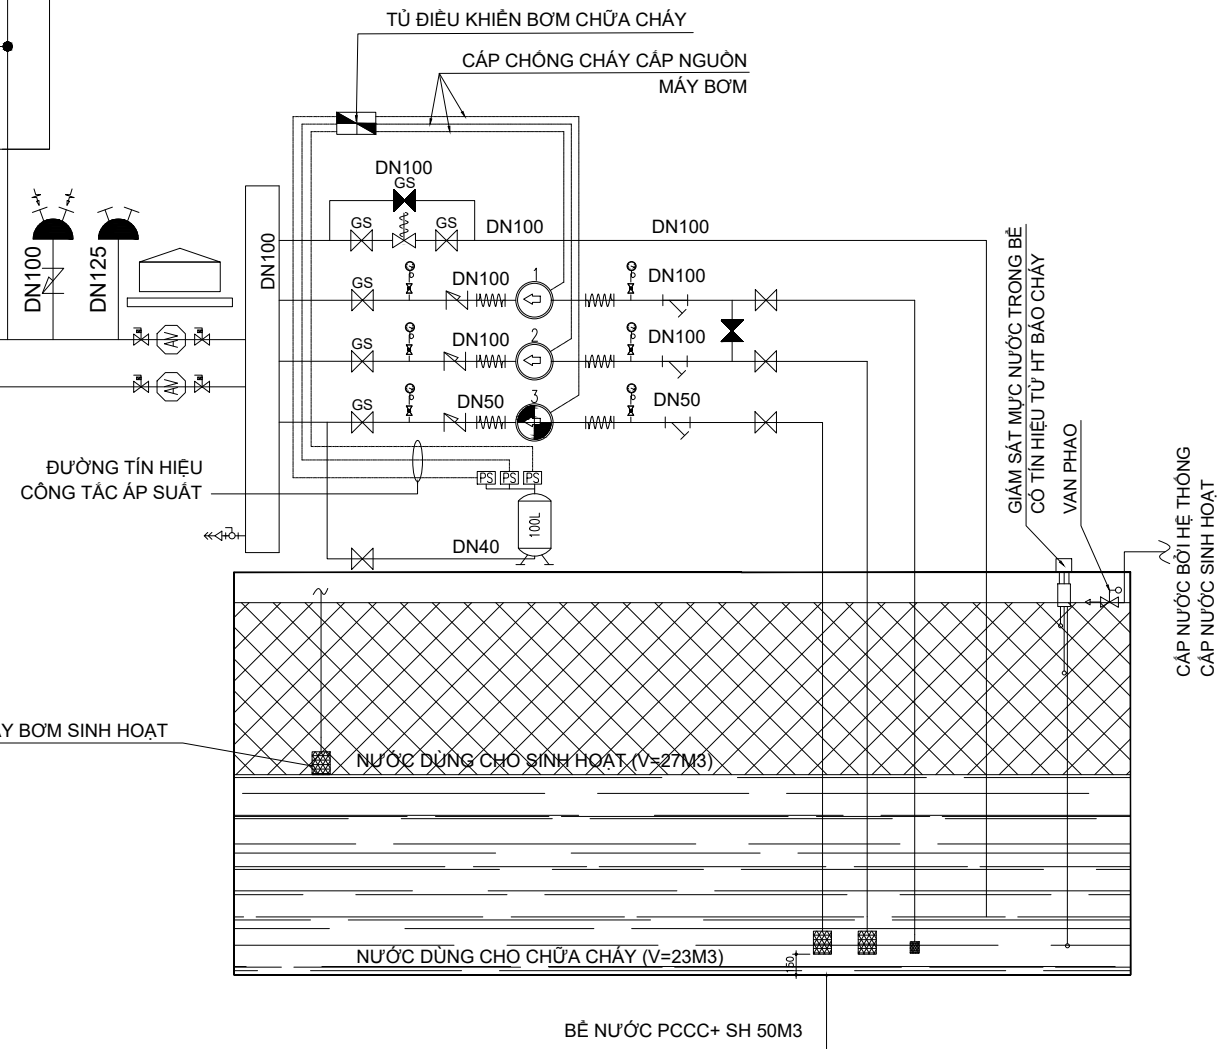 TỦ ĐIỀU KHIỂN BƠM CHỮA CHÁY
CÁP CHỐNG CHÁY CẤP NGUỒN
MÁY BƠM
DN100
GS
GS
GS
DN100
DN100
DN100
DN125
DN100
GS
DN100
1
DN100
GS
DN100
2
DN100
GS
DN50
3
DN50
ĐƯỜNG TÍN HIỆU
CÔNG TẮC ÁP SUẤT
PS
PS
PS
100L
DN40
GIÁM SÁT MỰC NƯỚC TRONG BỂ
CÓ TÍN HIỆU TỪ HT BÁO CHÁY
VAN PHAO
CẤP NƯỚC BỞI HỆ THỐNG
CẤP NƯỚC SINH HOẠT
AV
AV
Y BƠM SINH HOẠT
NƯỚC DÙNG CHO SINH HOẠT (V=27M3)
NƯỚC DÙNG CHO CHỮA CHÁY (V=23M3)
150
BỂ NƯỚC PCCC+ SH 50M3